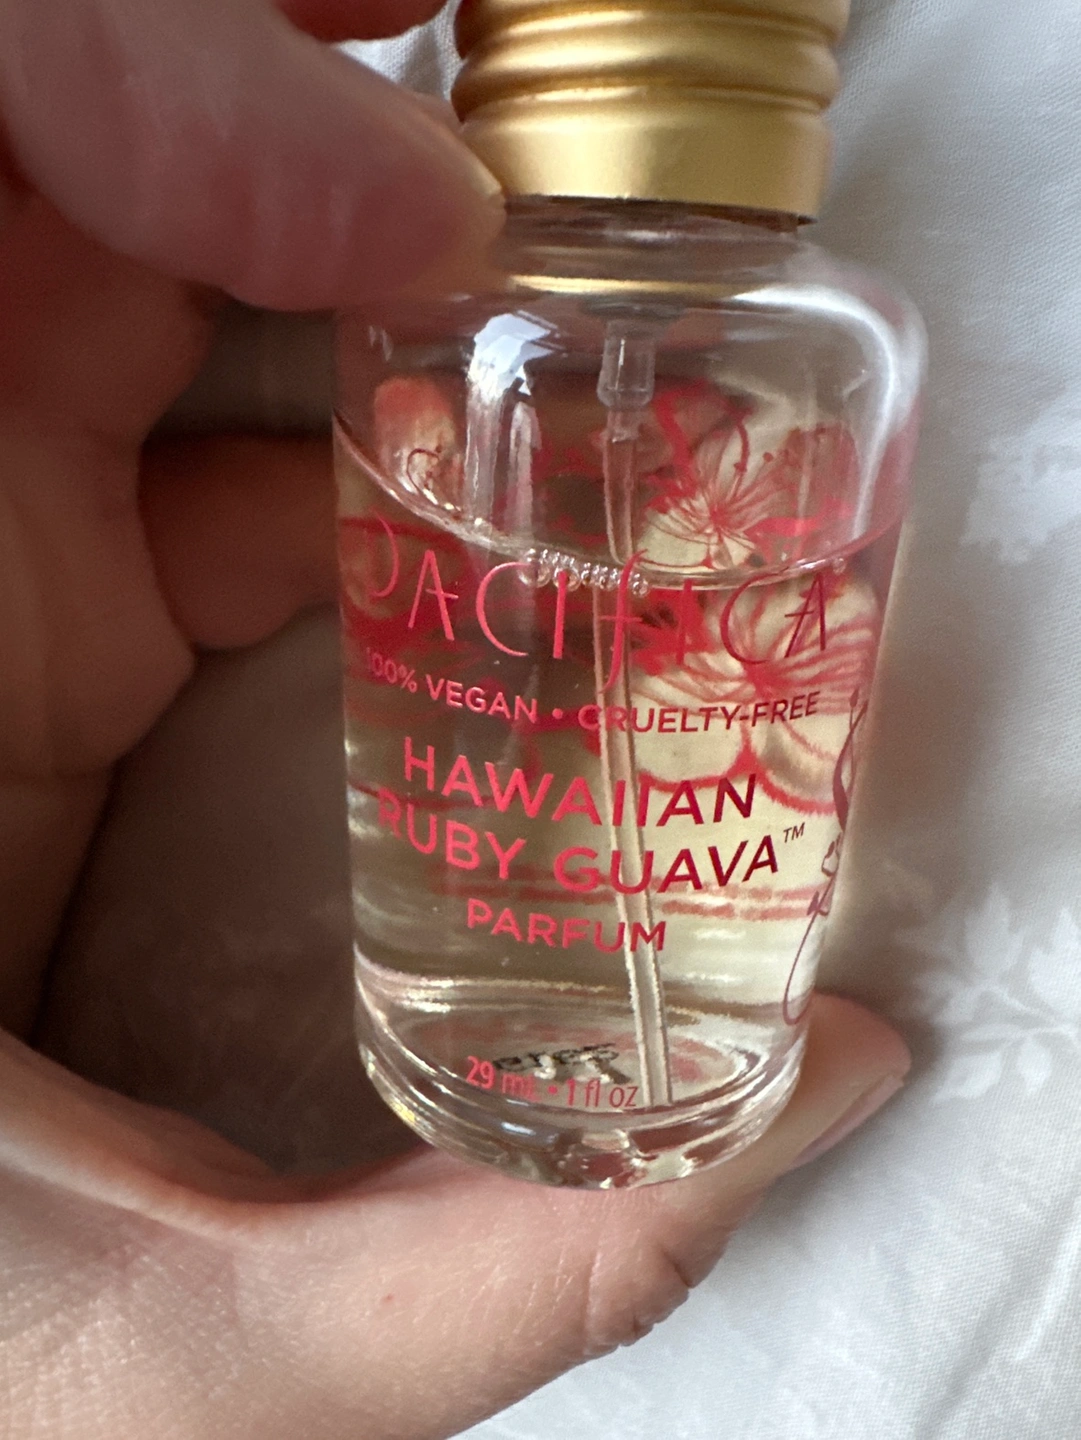 PACIFICA
100% VEGAN • CRUELTY-FREE
HAWAIIAN
RUBY GUAVA™
PARFUM
29 mL • 1 fl oz